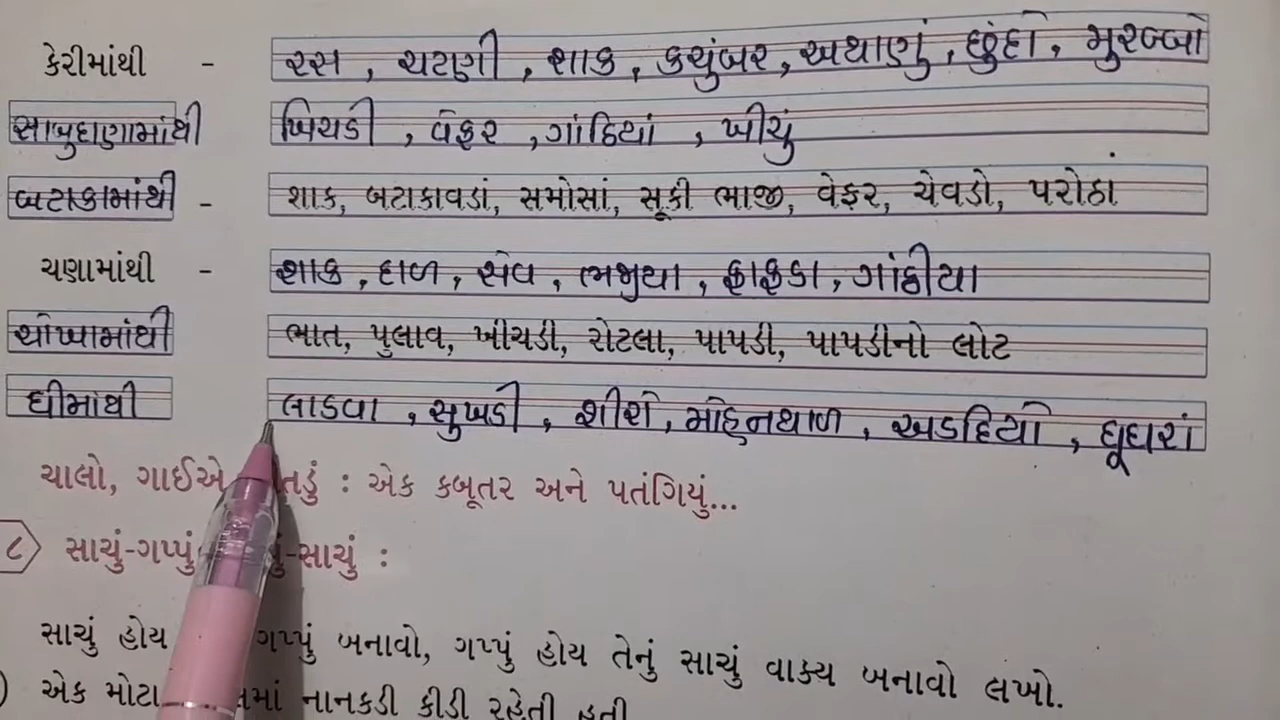 કેરીમાંથી - રસ , ચટણી , શાક , કચુંબર , અથાણું , છુંદો , મુરબ્બો
સાબુદાણામાંથી ખિચડી , વેફર , ગાંઠિયાં , ખીચું
બટાકામાંથી - શાક, બટાકાવડાં, સમોસાં, સૂકી ભાજી, વેફર, ચેવડો, પરોઠાં
ચણામાંથી - શાક , દાળ , સેવ , ભજીયા , ફાફડા , ગાંઠીયા
ચોખામાંથી ભાત, પુલાવ, ખીચડી, રોટલા, પાપડી, પાપડીનો લોટ
ઘીમાંથી લાડવા , સુખડી , શીરો , મોહનથાળ , અડદિયો , ઘૂઘરાં
ચાલો, ગાઈએ : એક કબૂતર અને પતંગિયું...
૮ સાચું-ગપ્પું સાચું :
સાચું હોય ગપ્પું બનાવો, ગપ્પું હોય તેનું સાચું વાક્ય બનાવો લખો.
એક મોટા નાનકડી કીડી રહેતી હતી